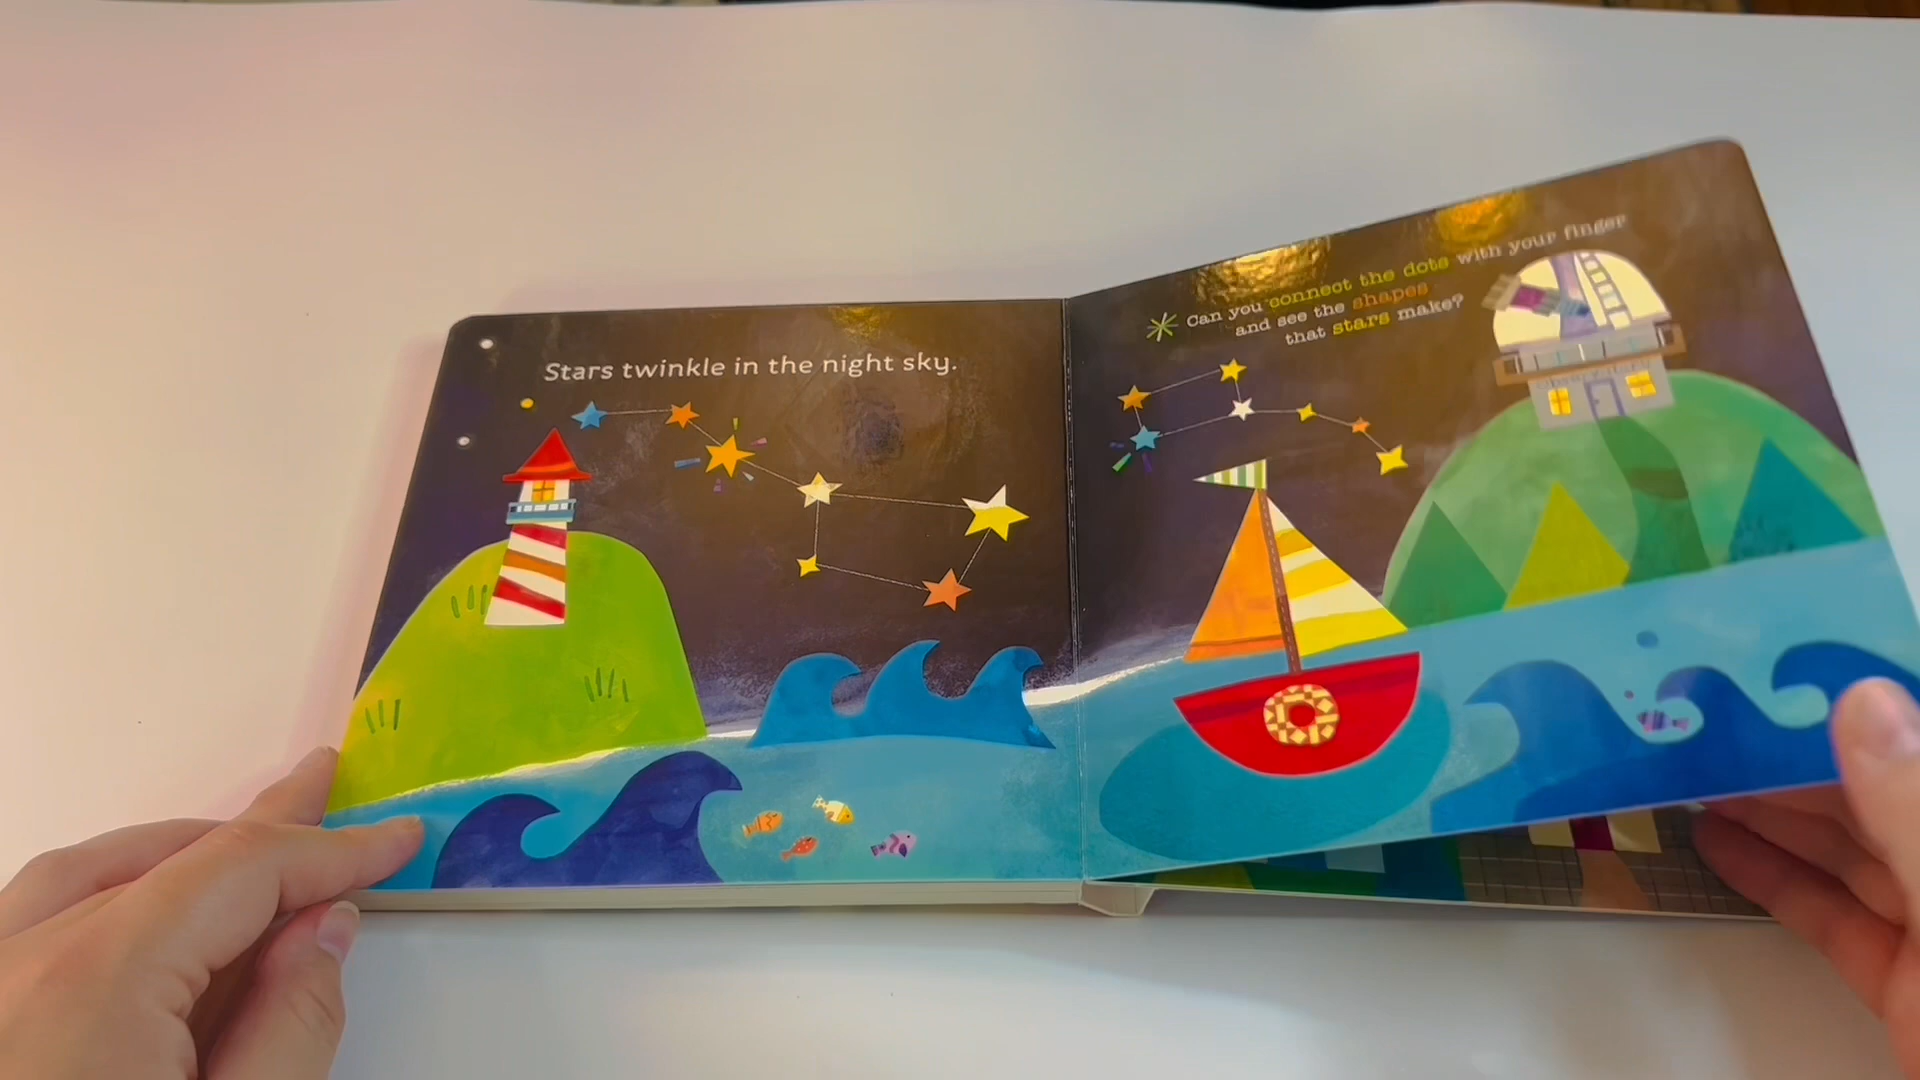 Stars twinkle in the night sky.
Can you connect the dots with your finger
and see the shapes
that stars make?